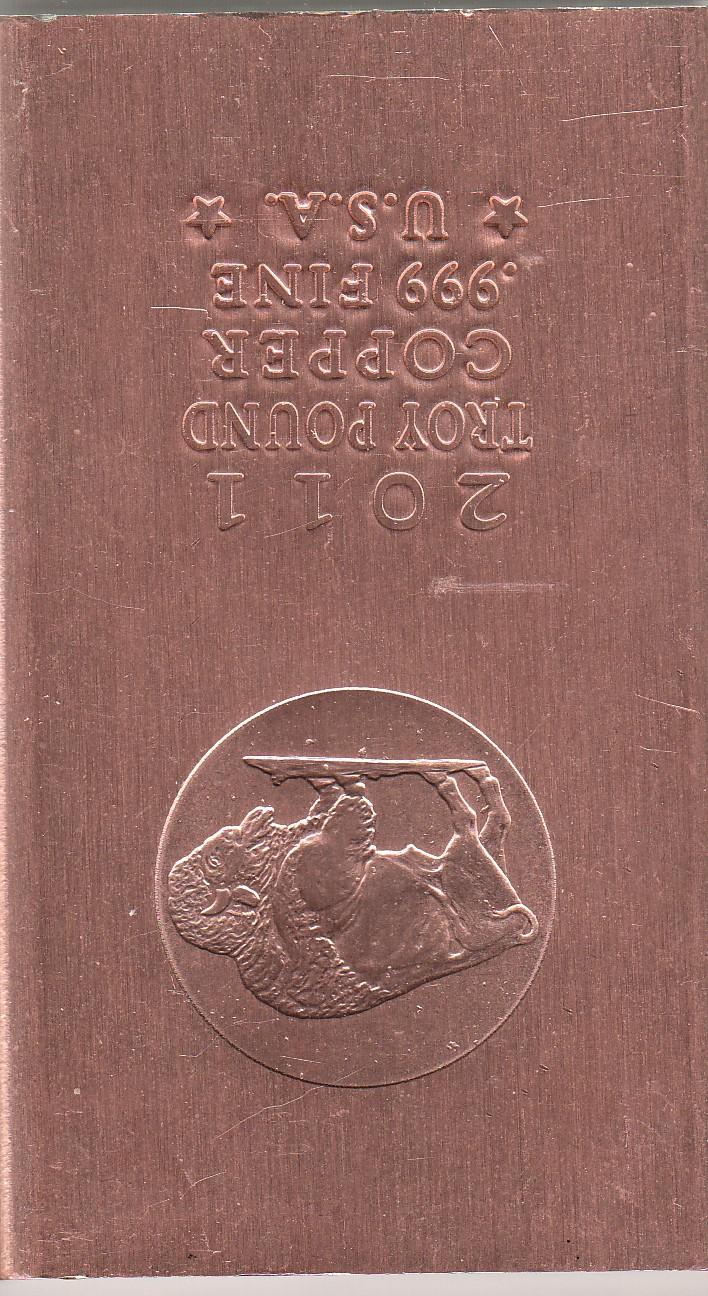 2011
TROY POUND
COPPER
.999 FINE
☆ U.S.A. ☆